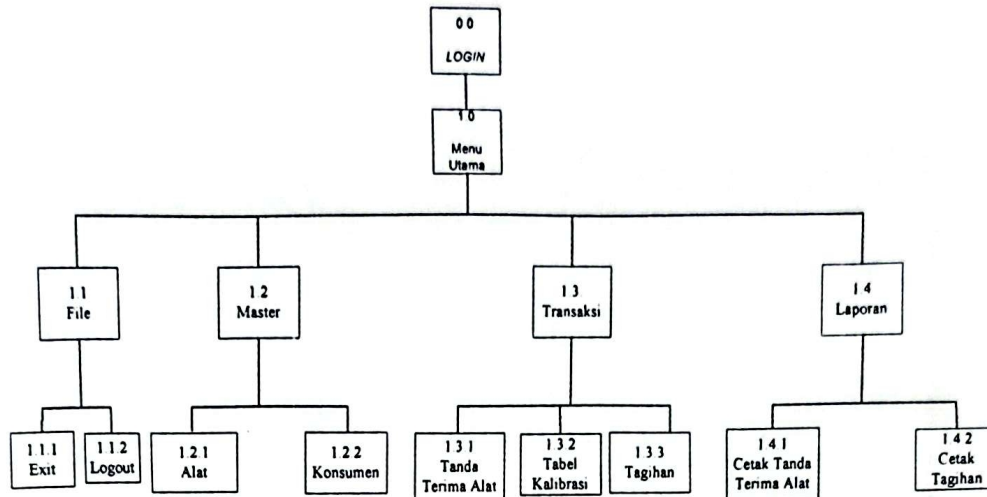 0 0
LOGIN
1 0
Menu
Utama
1.1
File
1.2
Master
1 3
Transaksi
1 4
Laporan
1.1.1
Exit
1.1.2
Logout
1.2.1
Alat
1.2.2
Konsumen
1 3 1
Tanda
Terima Alat
1 3 2
Tabel
Kalibrasi
1 3 3
Tagihan
1 4 1
Cetak Tanda
Terima Alat
1 4 2
Cetak
Tagihan